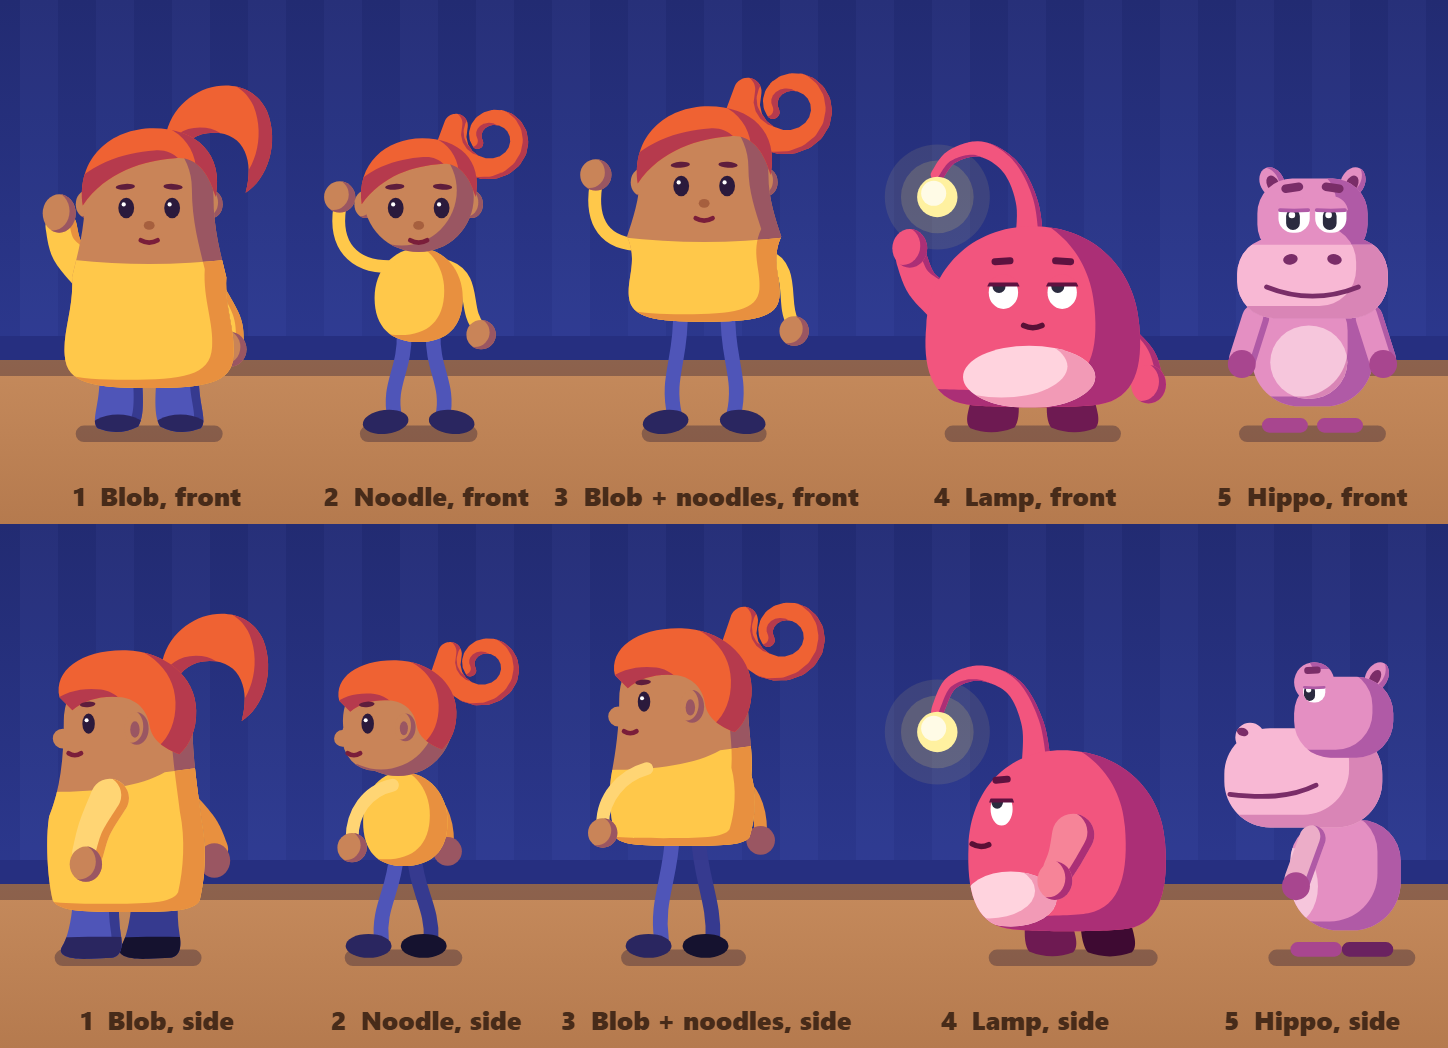 1 Blob, front
2 Noodle, front
3 Blob + noodles, front
4 Lamp, front
5 Hippo, front
1 Blob, side
2 Noodle, side
3 Blob + noodles, side
4 Lamp, side
5 Hippo, side